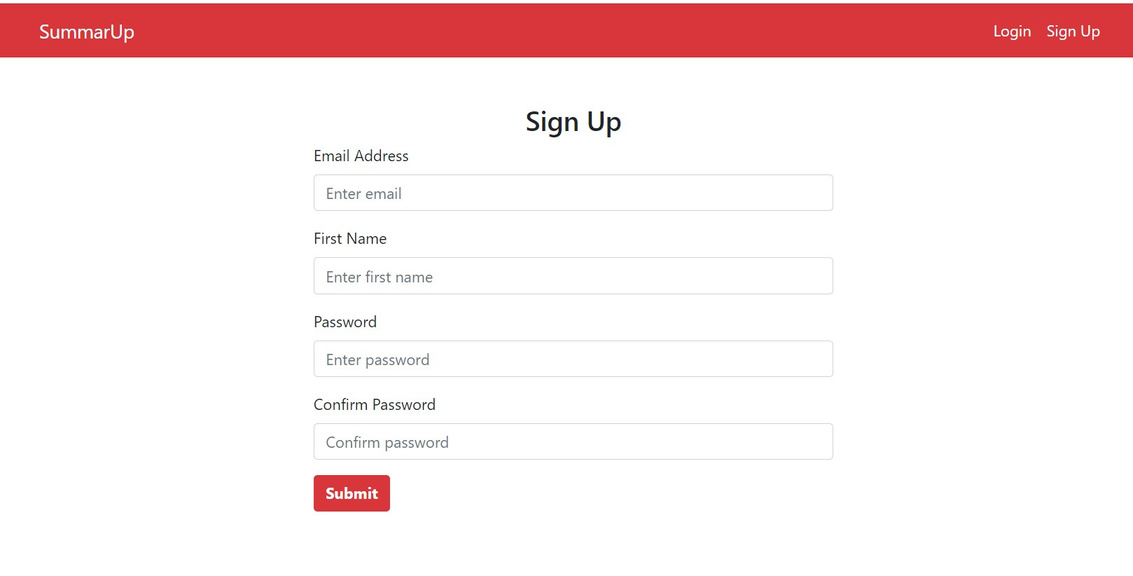 SummarUp Login Sign Up
Sign Up
Email Address
Enter email
First Name
Enter first name
Password
Enter password
Confirm Password
Confirm password
Submit